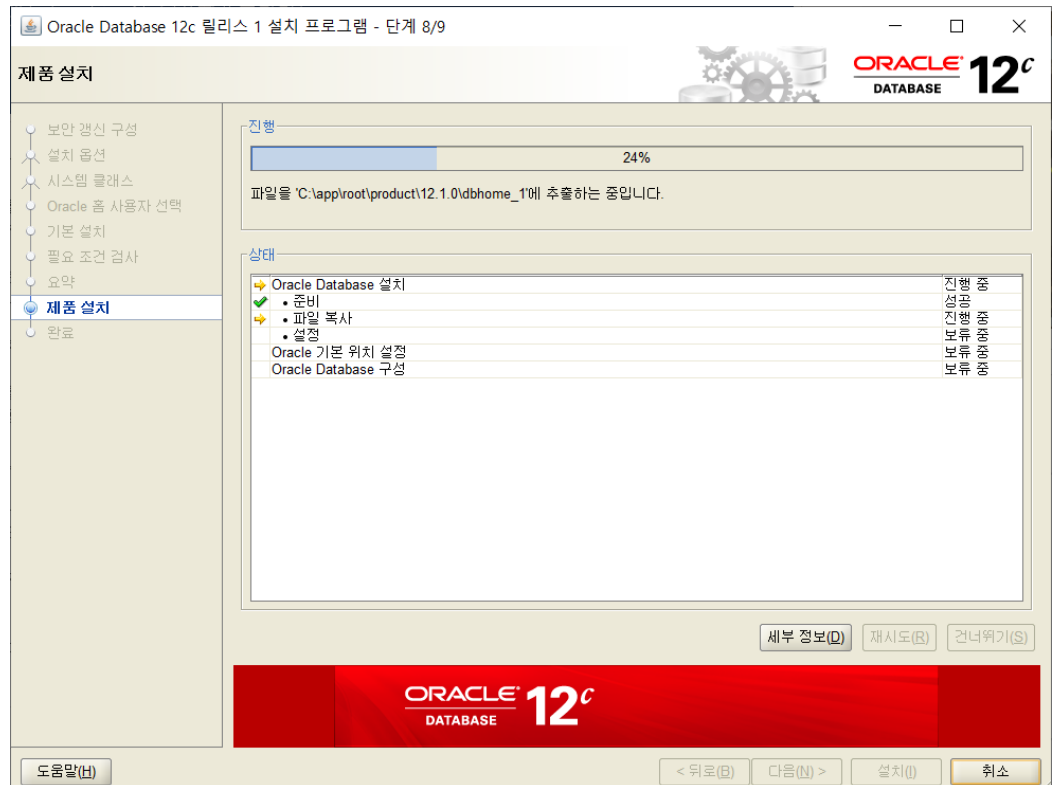 Oracle Database 12c 릴리스 1 설치 프로그램 - 단계 8/9
제품 설치
ORACLE DATABASE 12c
보안 갱신 구성
설치 옵션
시스템 클래스
Oracle 홈 사용자 선택
기본 설치
필요 조건 검사
요약
제품 설치
완료
진행
24%
파일을 'C:\app\root\product\12.1.0\dbhome_1'에 추출하는 중입니다.
상태
Oracle Database 설치 진행 중
• 준비 성공
• 파일 복사 진행 중
• 설정 보류 중
Oracle 기본 위치 설정 보류 중
Oracle Database 구성 보류 중
세부 정보(D) 재시도(R) 건너뛰기(S)
ORACLE DATABASE 12c
도움말(H) < 뒤로(B) 다음(N) > 설치(I) 취소